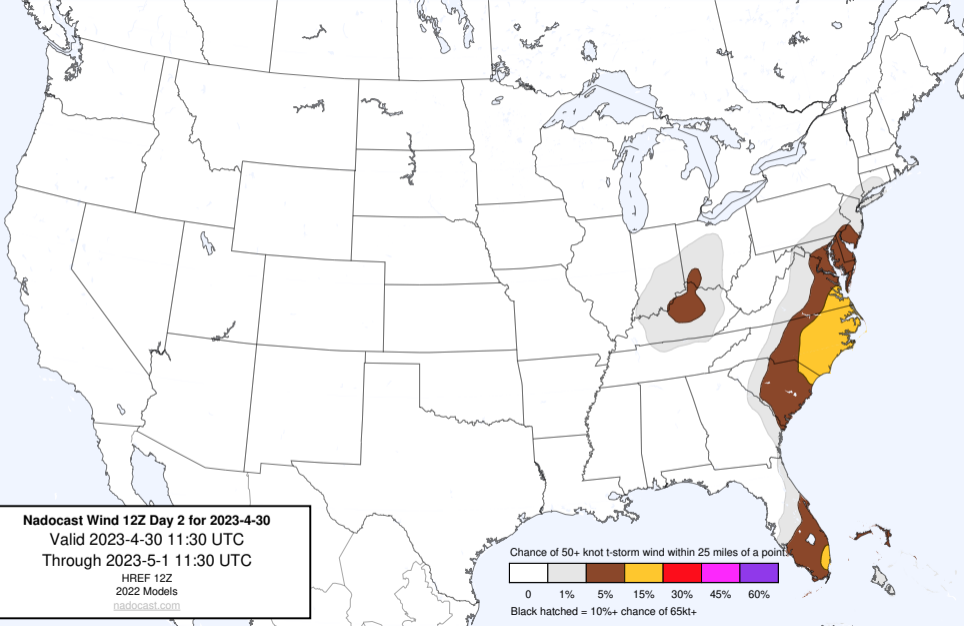 Nadocast Wind 12Z Day 2 for 2023-4-30
Valid 2023-4-30 11:30 UTC
Through 2023-5-1 11:30 UTC
HREF 12Z
2022 Models
nadocast.com
Chance of 50+ knot t-storm wind within 25 miles of a point.
0 1% 5% 15% 30% 45% 60%
Black hatched = 10%+ chance of 65kt+